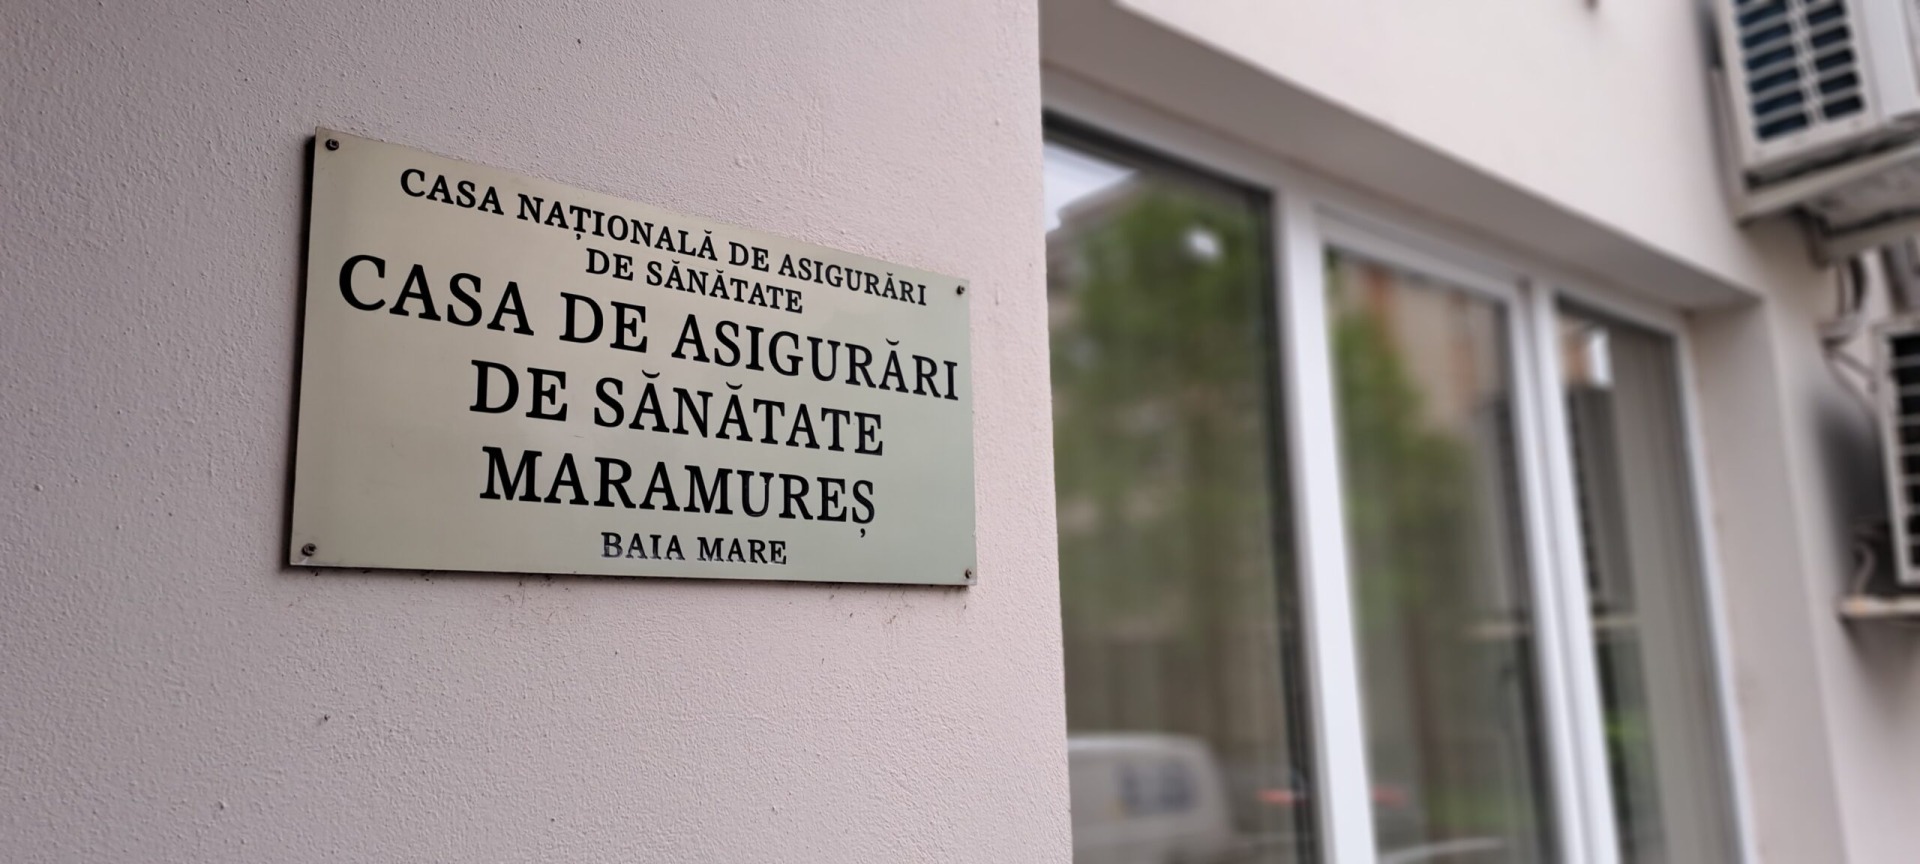 CASA NAȚIONALĂ DE ASIGURĂRI
DE SĂNĂTATE
CASA DE ASIGURĂRI
DE SĂNĂTATE
MARAMUREȘ
BAIA MARE